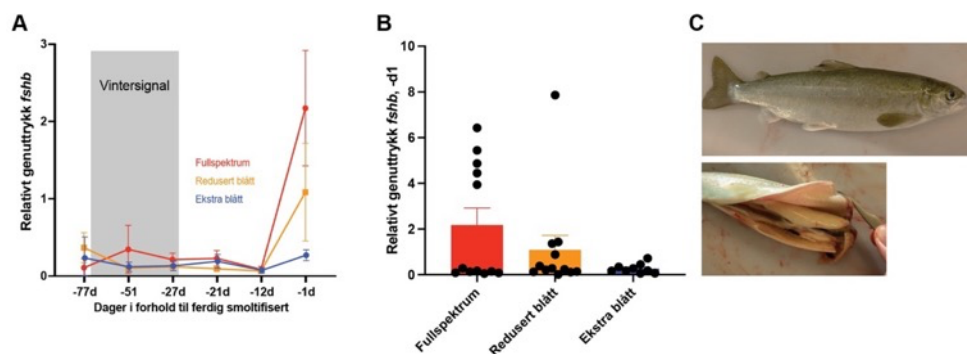 A
Relativt genuttrykk fshb
3
2
1
0
Vintersignal
Fullspektrum
Redusert blått
Ekstra blått
-77d
-51
-27d
-21d
-12d
-1d
Dager i forhold til ferdig smoltifisert
B
Relativt genuttrykk fshb, -d1
10
8
6
4
2
0
Fullspektrum
Redusert blått
Ekstra blått
C